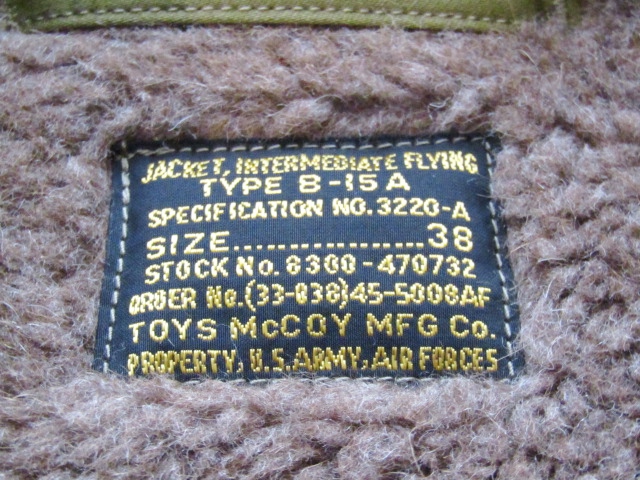 JACKET, INTERMEDIATE FLYING
TYPE B-15A
SPECIFICATION NO. 3220-A
SIZE..................38
STOCK No. 8300-470732
ORDER No. (33-038)45-5008AF
TOYS McCOY MFG Co.
PROPERTY, U.S. ARMY, AIR FORCES